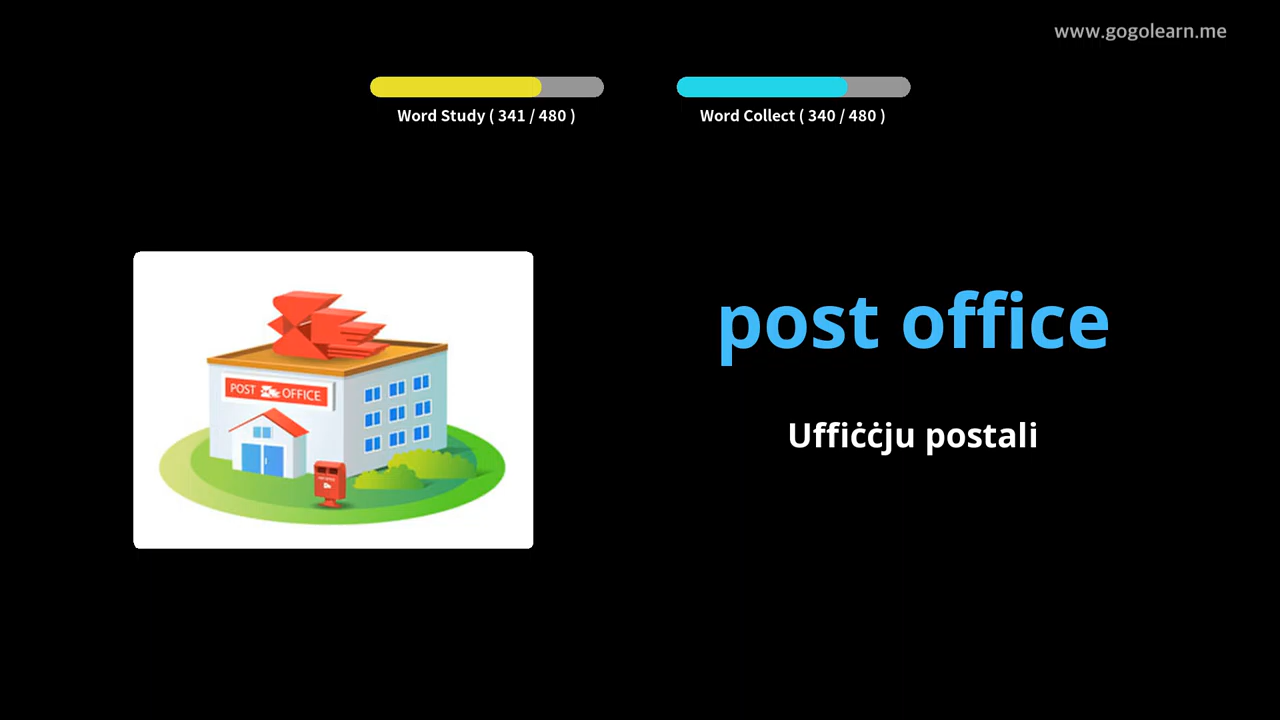 www.gogolearn.me
Word Study ( 341 / 480 )
Word Collect ( 340 / 480 )
POST OFFICE
post office
Uffiċċju postali